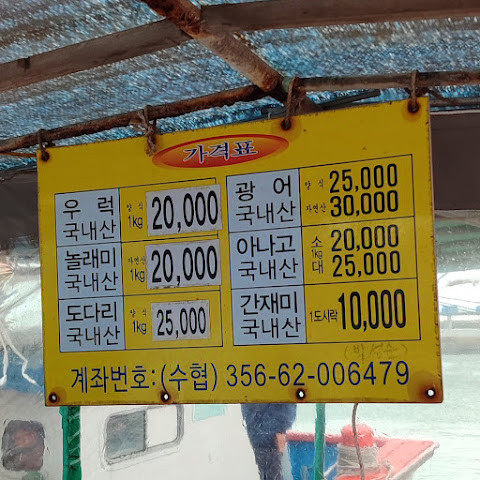 가격표
우럭 국내산 양식 1kg 20,000
놀래미 국내산 자연산 1kg 20,000
도다리 국내산 양식 1kg 25,000
광어 국내산 양식 25,000
자연산 30,000
아나고 국내산 1kg 소 20,000
대 25,000
간재미 국내산 1도시락 10,000
(박성순)
계좌번호:(수협) 356-62-006479